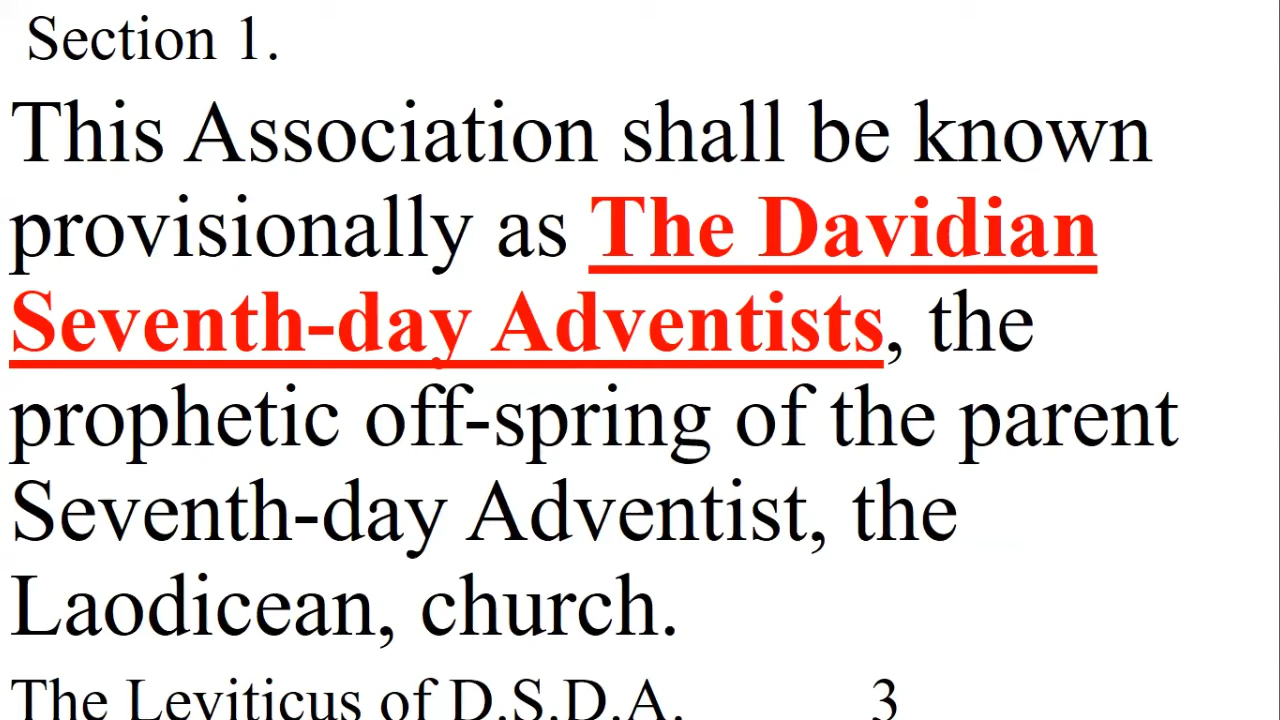 Section 1.
This Association shall be known
provisionally as The Davidian
Seventh-day Adventists, the
prophetic off-spring of the parent
Seventh-day Adventist, the
Laodicean, church.
The Leviticus of D.S.D.A. 3